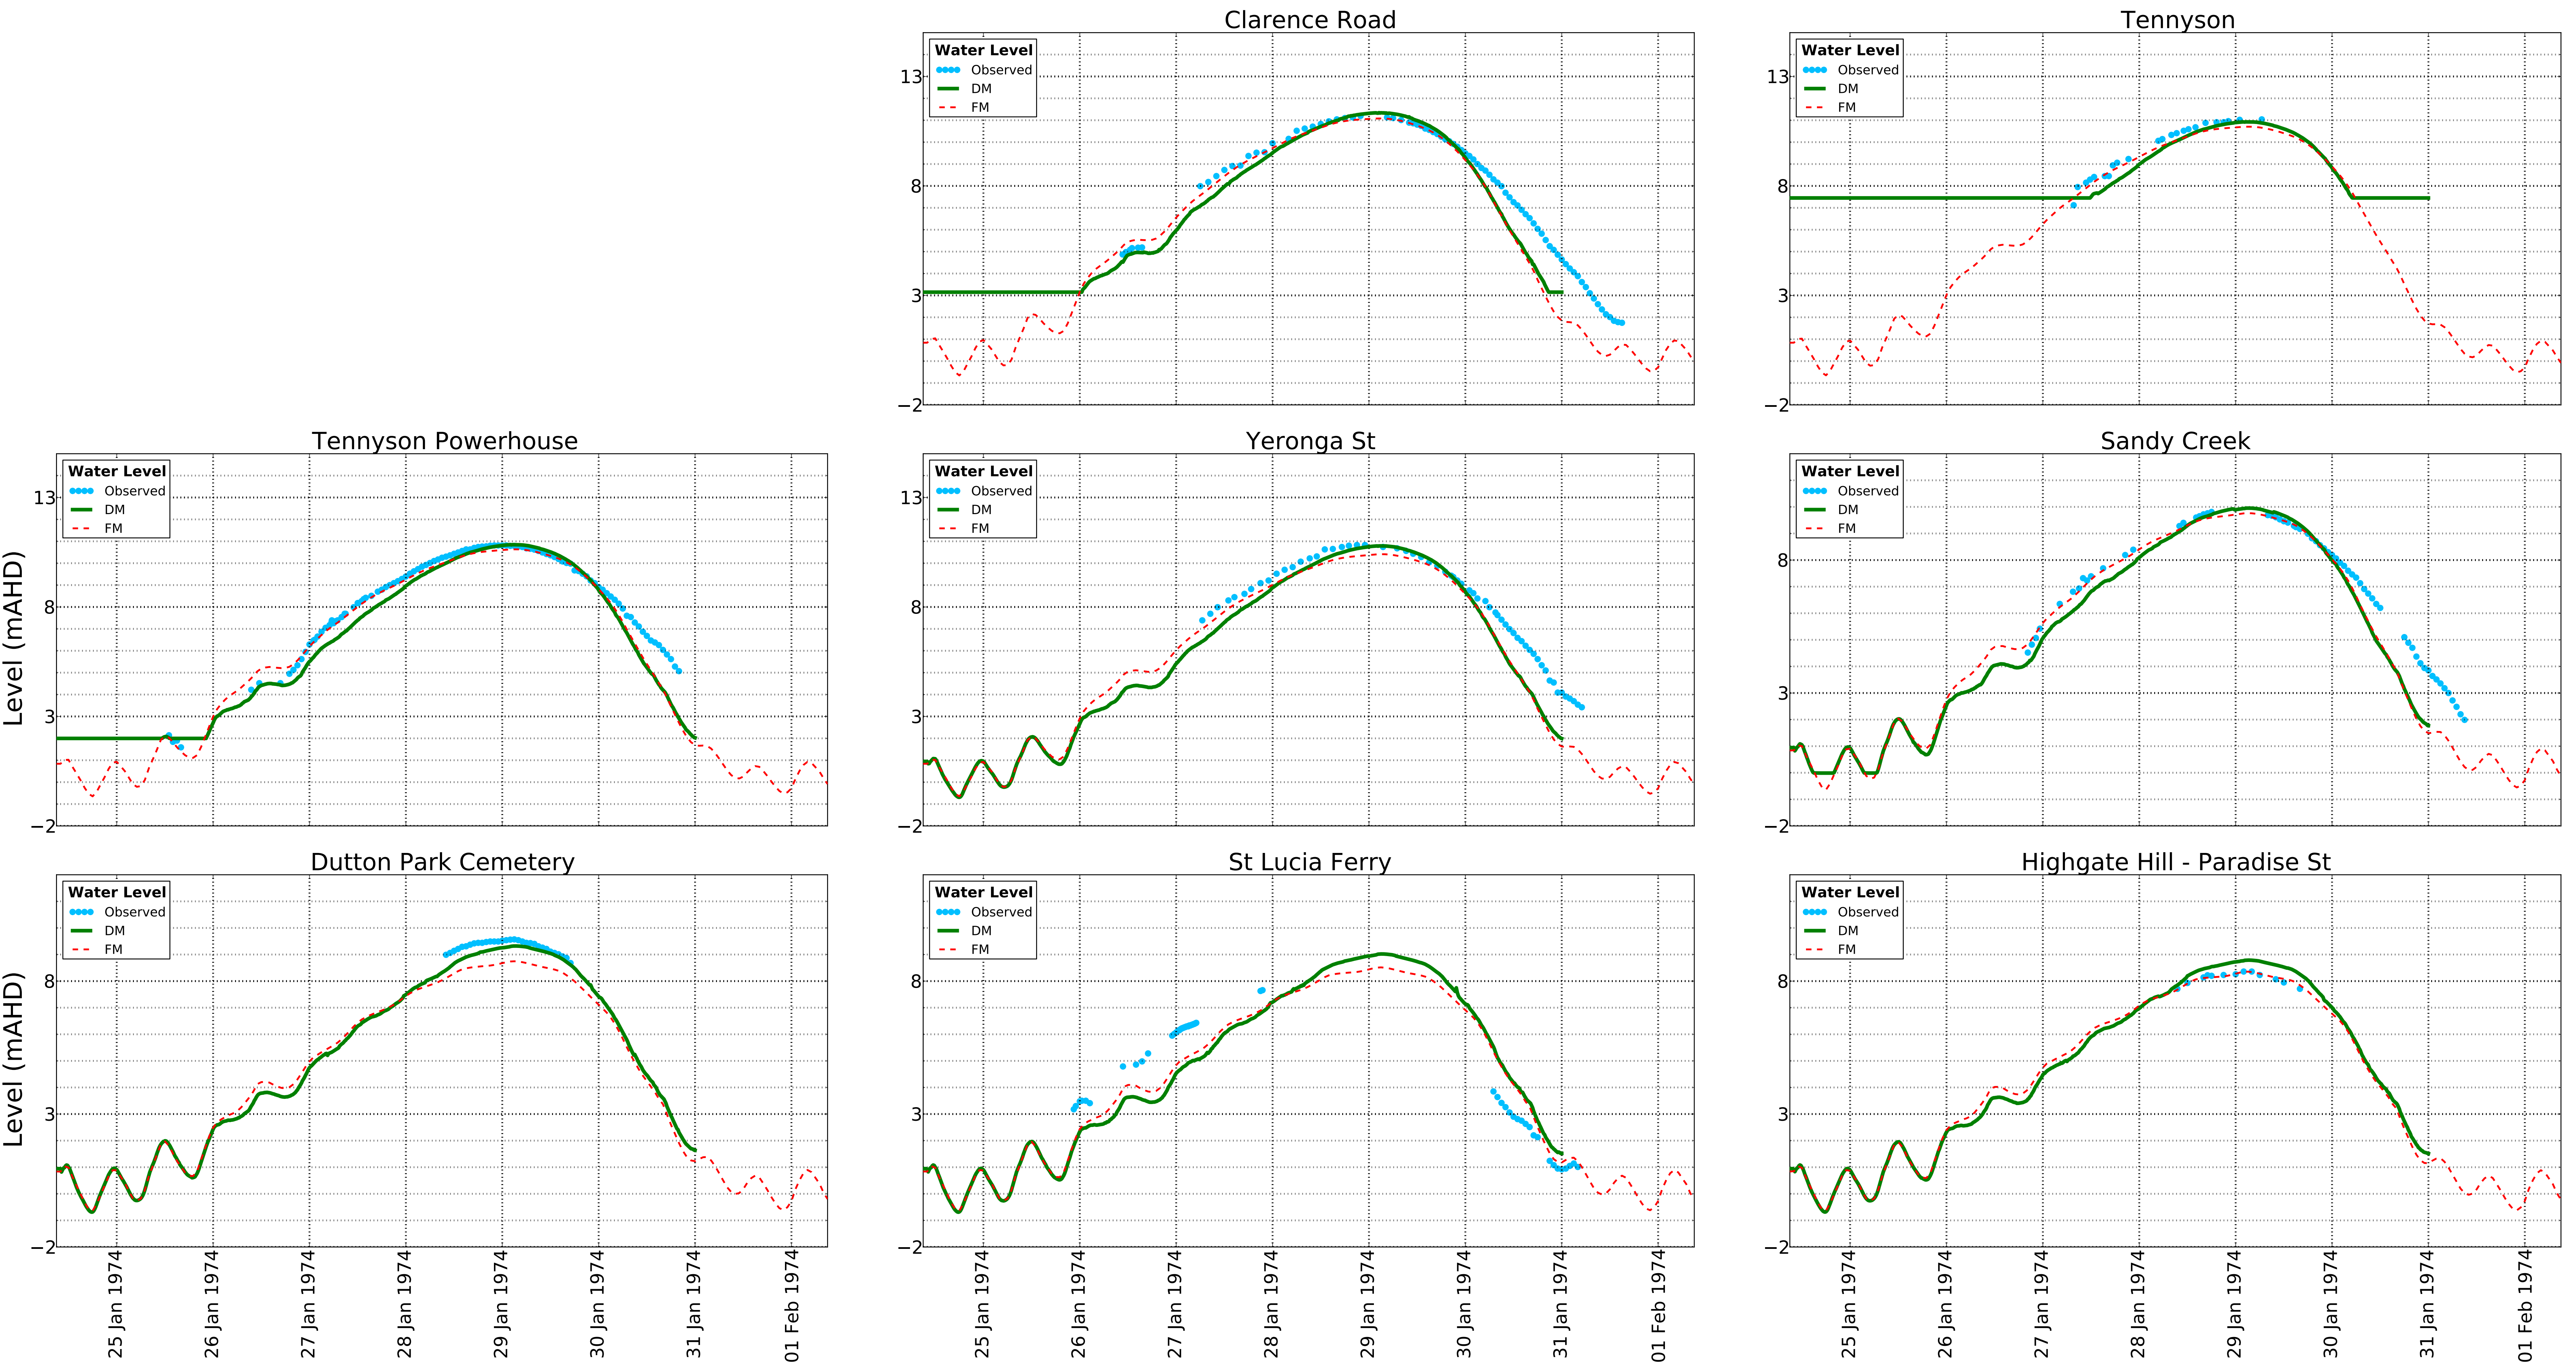 Clarence Road
Water Level
Observed
DM
FM
13
8
3
−2
Tennyson
Water Level
Observed
DM
FM
13
8
3
−2
Tennyson Powerhouse
Water Level
Observed
DM
FM
Level (mAHD)
13
8
3
−2
Yeronga St
Water Level
Observed
DM
FM
13
8
3
−2
Sandy Creek
Water Level
Observed
DM
FM
8
3
−2
Dutton Park Cemetery
Water Level
Observed
DM
FM
Level (mAHD)
8
3
−2
25 Jan 1974
26 Jan 1974
27 Jan 1974
28 Jan 1974
29 Jan 1974
30 Jan 1974
31 Jan 1974
01 Feb 1974
St Lucia Ferry
Water Level
Observed
DM
FM
8
3
−2
25 Jan 1974
26 Jan 1974
27 Jan 1974
28 Jan 1974
29 Jan 1974
30 Jan 1974
31 Jan 1974
01 Feb 1974
Highgate Hill - Paradise St
Water Level
Observed
DM
FM
8
3
−2
25 Jan 1974
26 Jan 1974
27 Jan 1974
28 Jan 1974
29 Jan 1974
30 Jan 1974
31 Jan 1974
01 Feb 1974